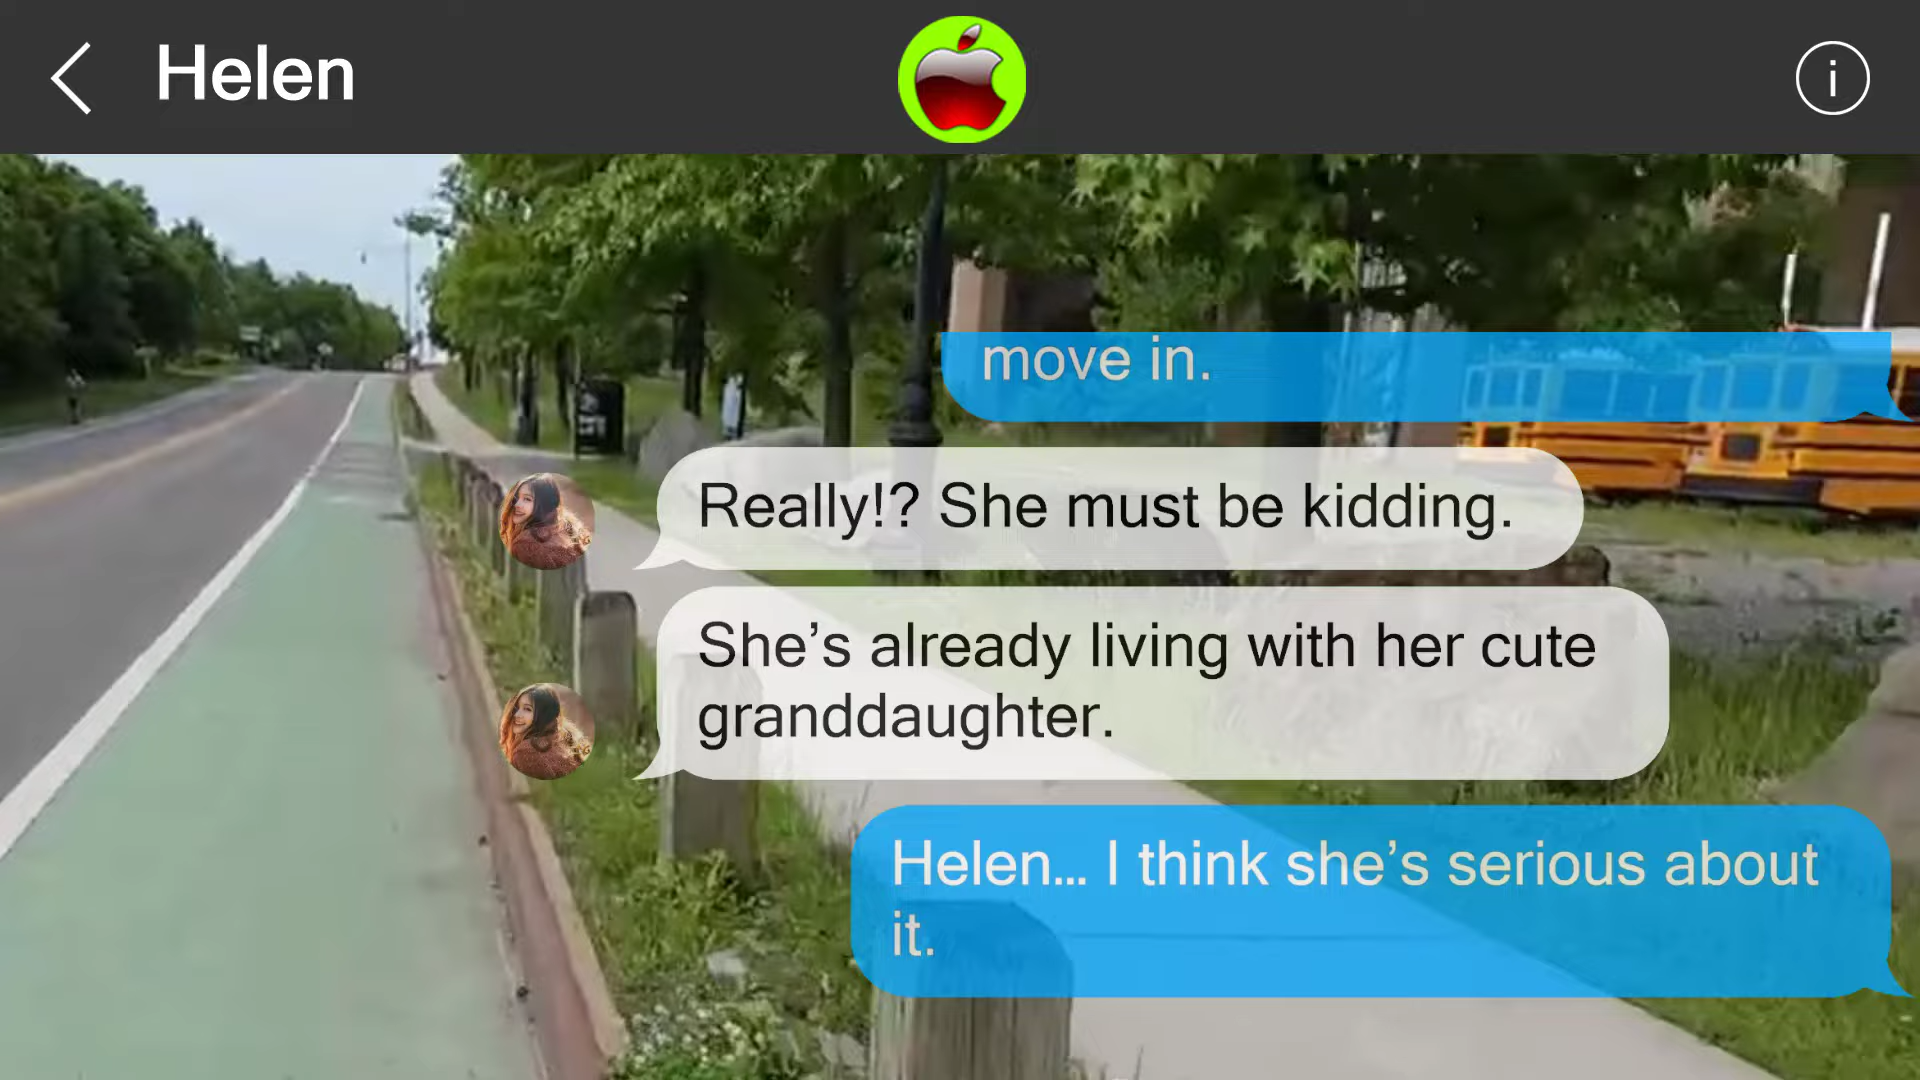 Helen
move in.
Really!? She must be kidding.
She’s already living with her cute
granddaughter.
Helen... I think she’s serious about
it.